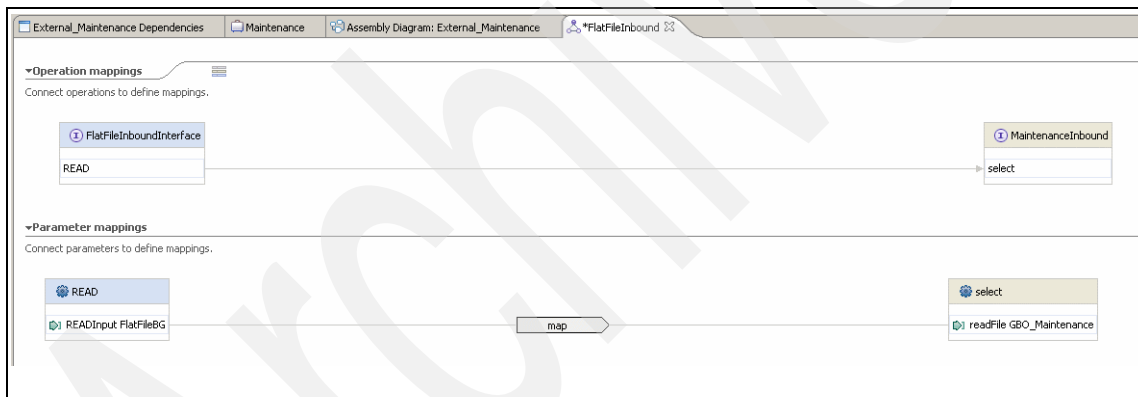 External_Maintenance Dependencies Maintenance Assembly Diagram: External_Maintenance *FlatFileInbound
Operation mappings
Connect operations to define mappings.
FlatFileInboundInterface MaintenanceInbound
READ select
Parameter mappings
Connect parameters to define mappings.
READ select
READInput FlatFileBG map readFile GBO_Maintenance